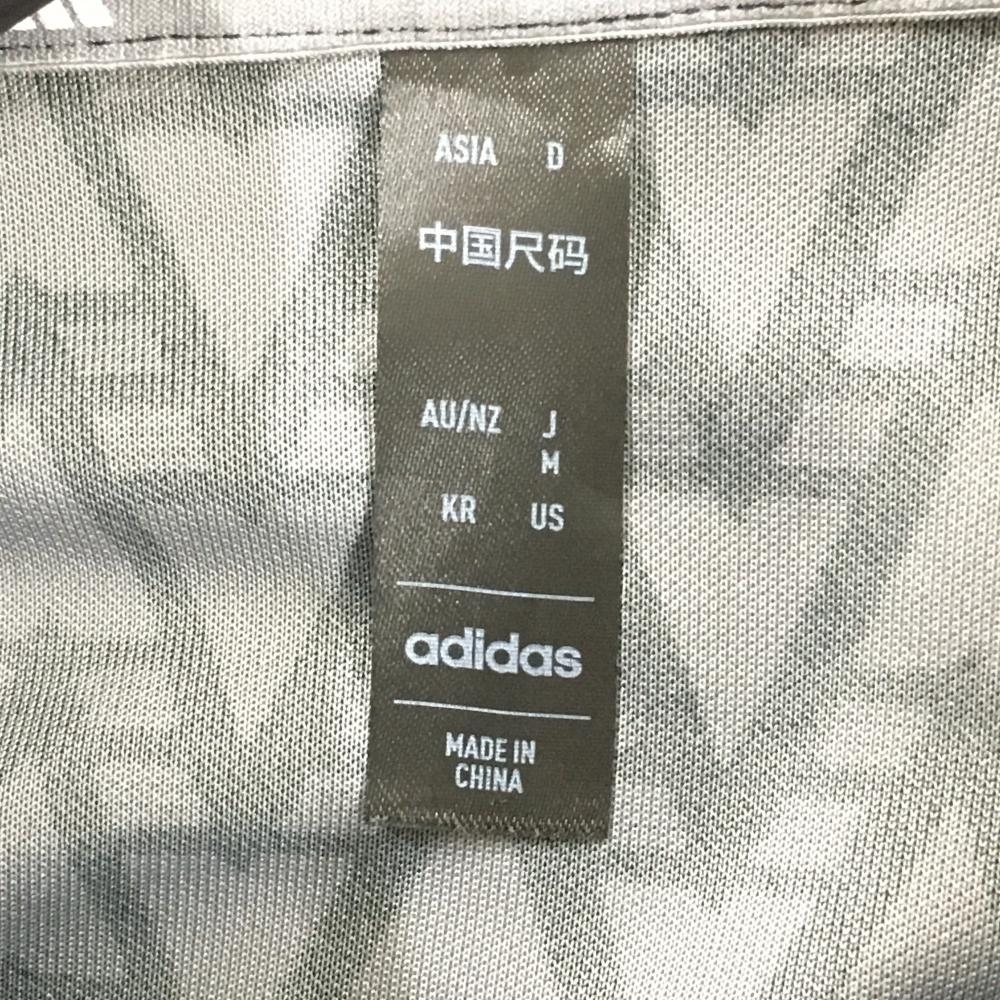 ASIA D
中国尺码
AU/NZ J
M
KR US
adidas
MADE IN
CHINA